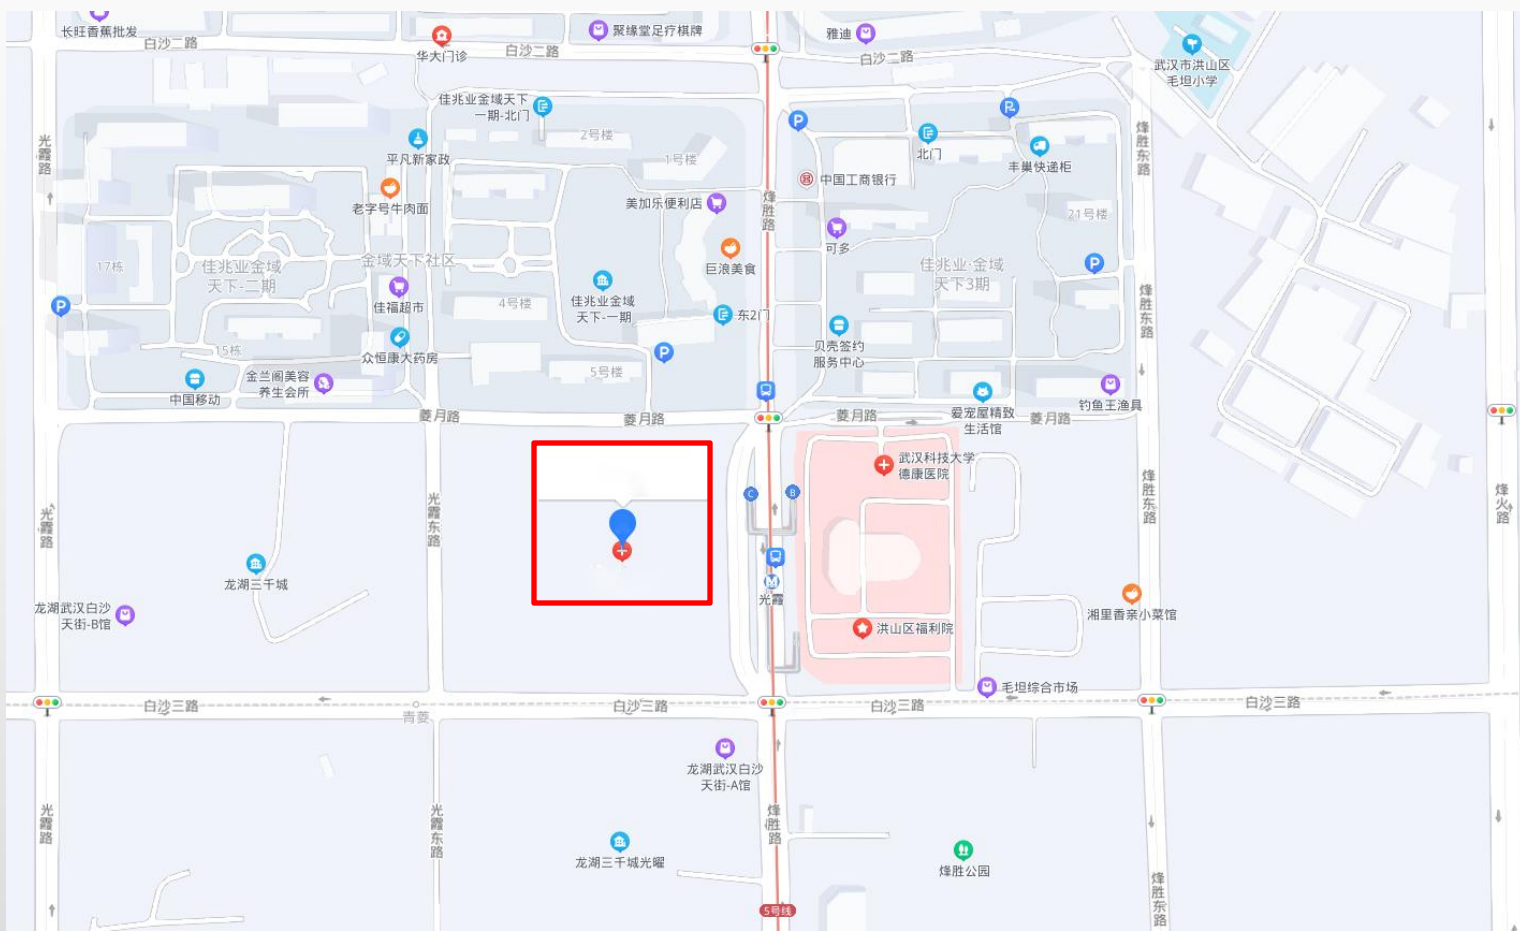 长旺香蕉批发
白沙二路
华大门诊
白沙二路
聚缘堂足疗棋牌
雅迪
白沙二路
武汉市洪山区
毛坦小学
光霞路
佳兆业金域天下
一期-北门
2号楼
1号楼
平凡新家政
老字号牛肉面
美加乐便利店
烽胜路
中国工商银行
北门
丰巢快递柜
烽胜东路
21号楼
可多
17栋
佳兆业金域
天下-二期
金域天下社区
佳福超市
4号楼
佳兆业金域
天下-一期
巨浪美食
东2门
佳兆业·金域
天下3期
烽胜东路
15栋
众恒康大药房
5号楼
贝壳签约
服务中心
中国移动
金兰阁美容
养生会所
爱宠屋精致
生活馆
钓鱼王渔具
菱月路
菱月路
菱月路
菱月路
武汉科技大学
德康医院
C
B
光霞路
光霞东路
烽胜东路
烽火路
龙湖三千城
龙湖武汉白沙
天街-B馆
光霞
洪山区福利院
湘里香亲小菜馆
毛坦综合市场
白沙三路
青菱
白沙三路
白沙三路
白沙三路
龙湖武汉白沙
天街-A馆
光霞路
光霞东路
烽胜路
龙湖三千城光曜
烽胜公园
烽胜东路
5号线